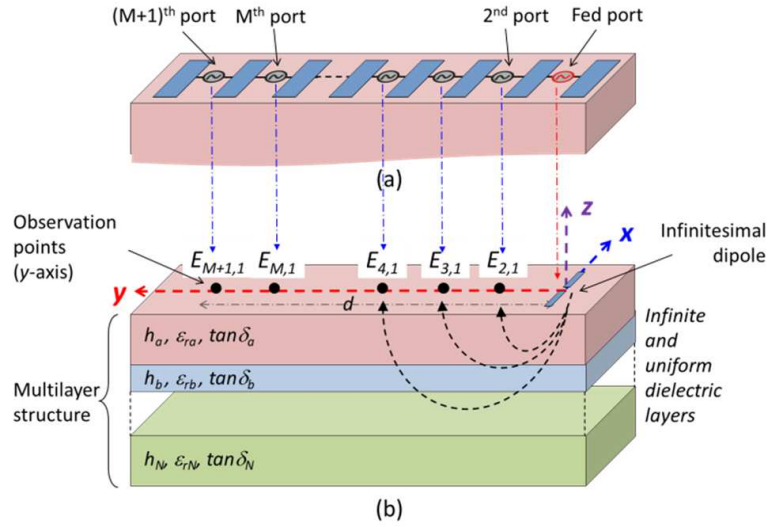 (M+1)th port
Mth port
2nd port
Fed port
(a)
Observation
points
(y-axis)
EM+1,1
EM,1
E4,1
E3,1
E2,1
z
x
Infinitesimal
dipole
y
d
Multilayer
structure
ha, εra, tanδa
hb, εrb, tanδb
hN, εrN, tanδN
Infinite
and
uniform
dielectric
layers
(b)